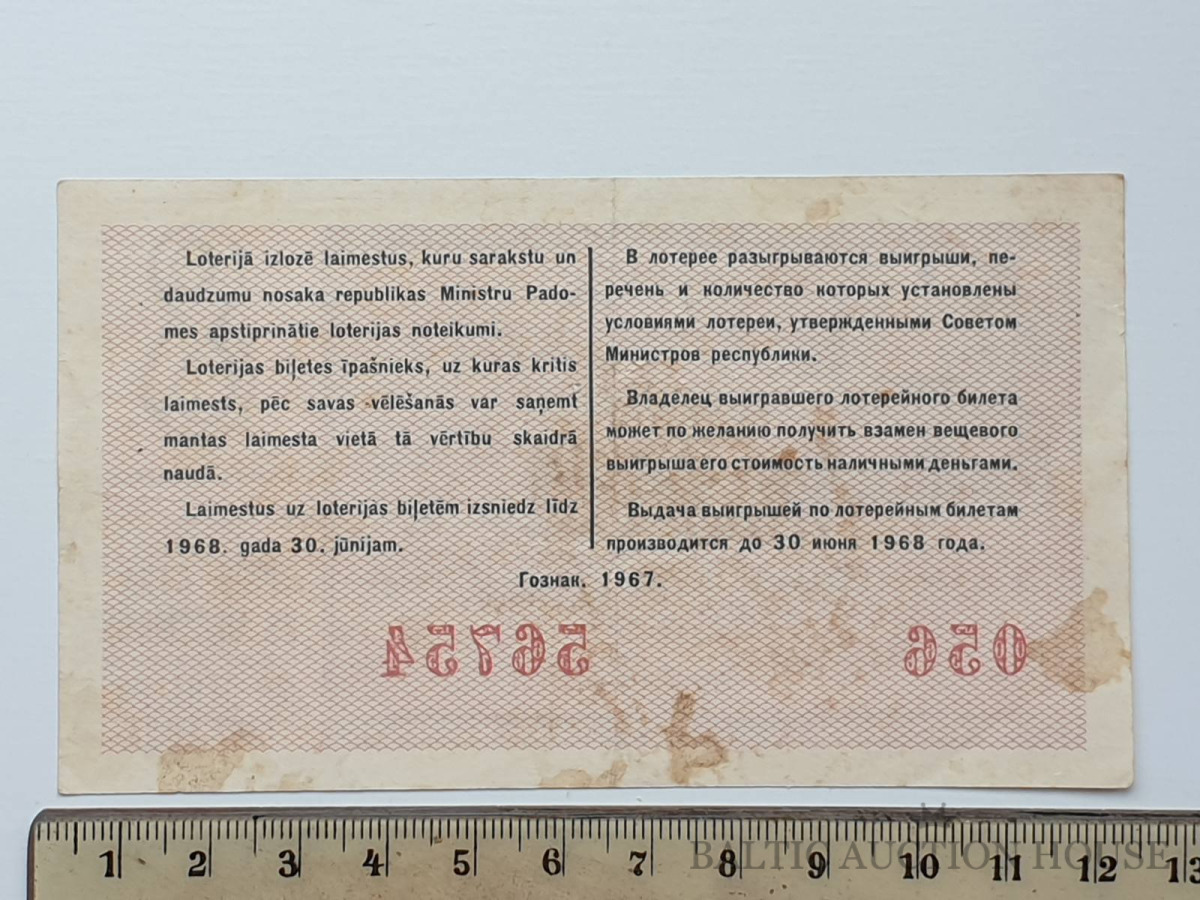 Loterijā izlozē laimestus, kuru sarakstu un
daudzumu nosaka republikas Ministru Pado-
mes apstiprinātie loterijas noteikumi.
Loterijas biļetes īpašnieks, uz kuras kritis
laimests, pēc savas vēlēšanās var saņemt
mantas laimesta vietā tā vērtību skaidrā
naudā.
Laimestus uz loterijas biļetēm izsniedz līdz
1968. gada 30. jūnijam.
В лотерее разыгрываются выигрыши, пе-
речень и количество которых установлены
условиями лотереи, утвержденными Советом
Министров республики.
Владелец выигравшего лотерейного билета
может по желанию получить взамен вещевого
выигрыша его стоимость наличными деньгами.
Выдача выигрышей по лотерейным билетам
производится до 30 июня 1968 года.
Гознак. 1967.
56754 056
1 2 3 4 5 6 7 8 9 10 11 12 13
BALTIC AUCTION HOUSE